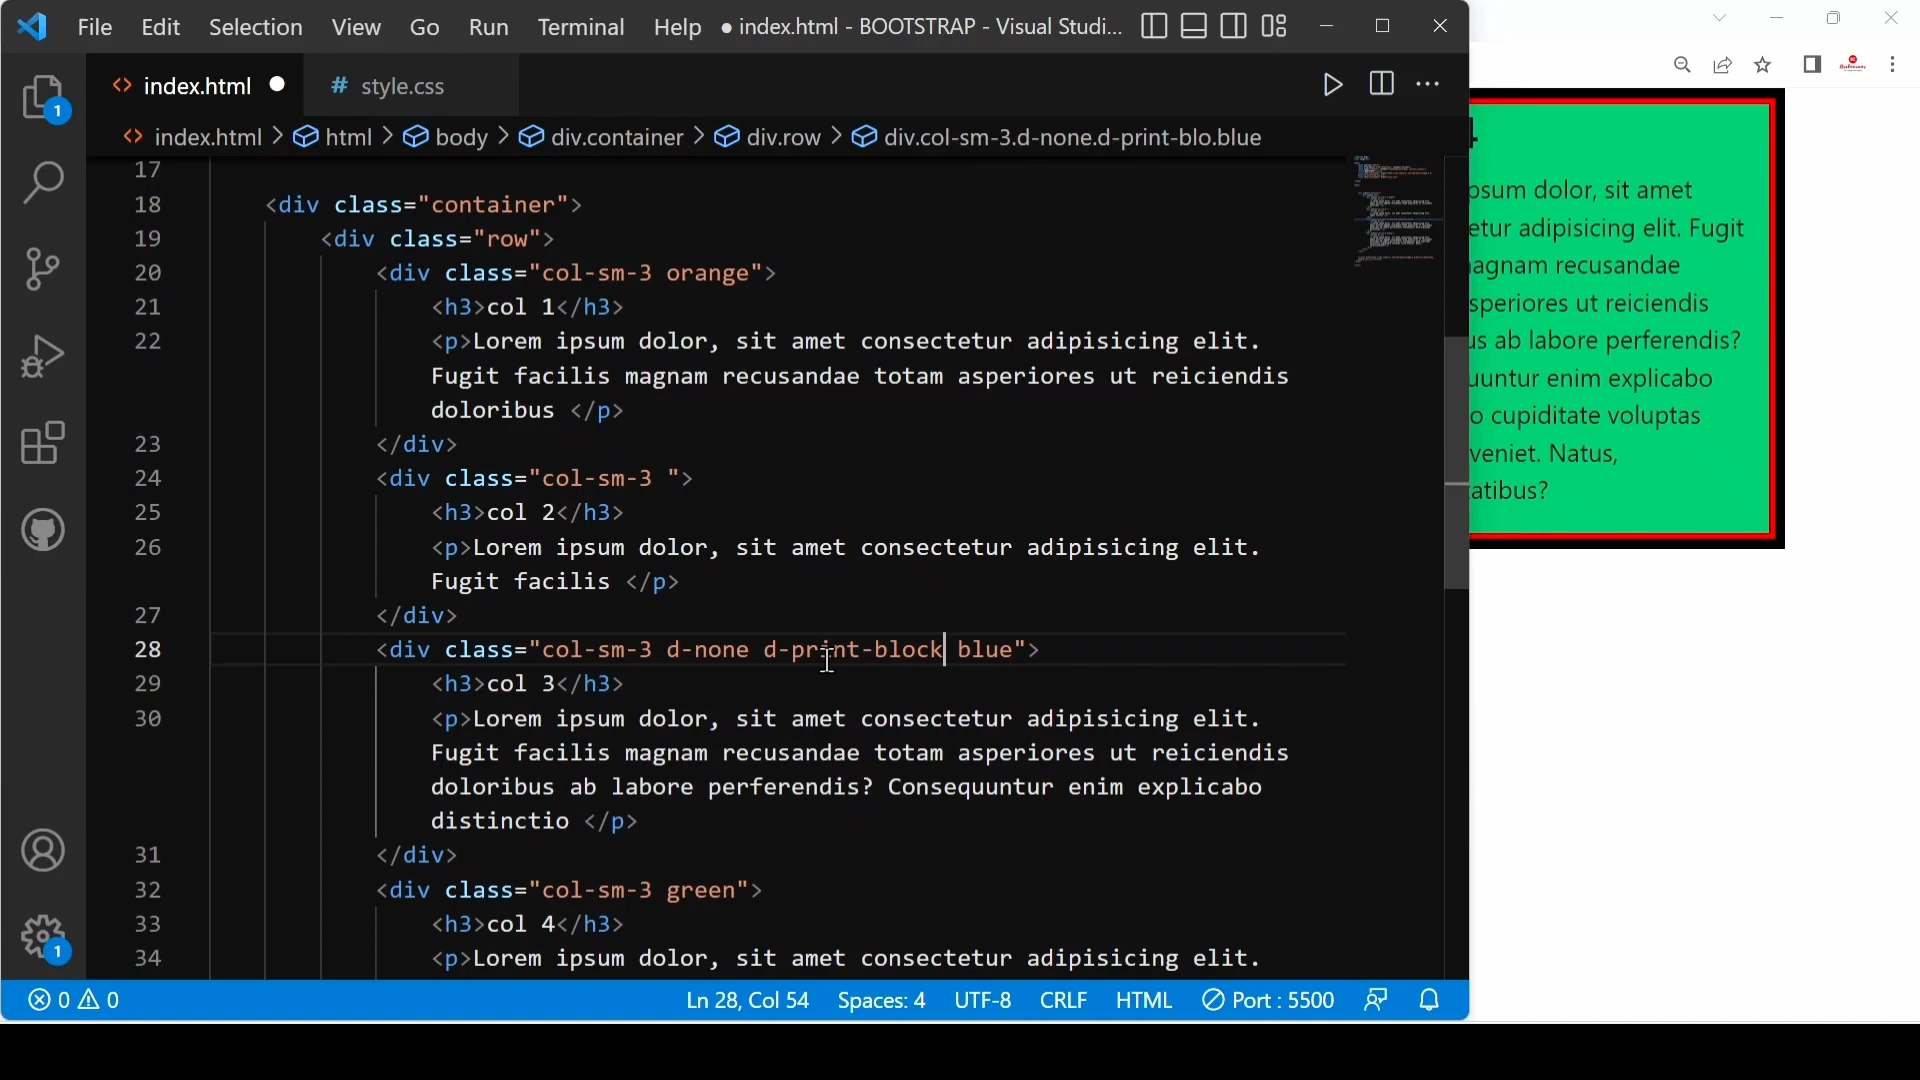 File Edit Selection View Go Run Terminal Help ● index.html - BOOTSTRAP - Visual Studi...
index.html # style.css
index.html > html > body > div.container > div.row > div.col-sm-3.d-none.d-print-blo.blue
17
18 <div class="container">
19 <div class="row">
20 <div class="col-sm-3 orange">
21 <h3>col 1</h3>
22 <p>Lorem ipsum dolor, sit amet consectetur adipisicing elit.
Fugit facilis magnam recusandae totam asperiores ut reiciendis
doloribus </p>
23 </div>
24 <div class="col-sm-3 ">
25 <h3>col 2</h3>
26 <p>Lorem ipsum dolor, sit amet consectetur adipisicing elit.
Fugit facilis </p>
27 </div>
28 <div class="col-sm-3 d-none d-print-block blue">
29 <h3>col 3</h3>
30 <p>Lorem ipsum dolor, sit amet consectetur adipisicing elit.
Fugit facilis magnam recusandae totam asperiores ut reiciendis
doloribus ab labore perferendis? Consequuntur enim explicabo
distinctio </p>
31 </div>
32 <div class="col-sm-3 green">
33 <h3>col 4</h3>
34 <p>Lorem ipsum dolor, sit amet consectetur adipisicing elit.
1
1
0 0 Ln 28, Col 54 Spaces: 4 UTF-8 CRLF HTML Port : 5500
4
psum dolor, sit amet
etur adipisicing elit. Fugit
agnam recusandae
speriores ut reiciendis
us ab labore perferendis?
uuntur enim explicabo
o cupiditate voluptas
veniet. Natus,
atibus?